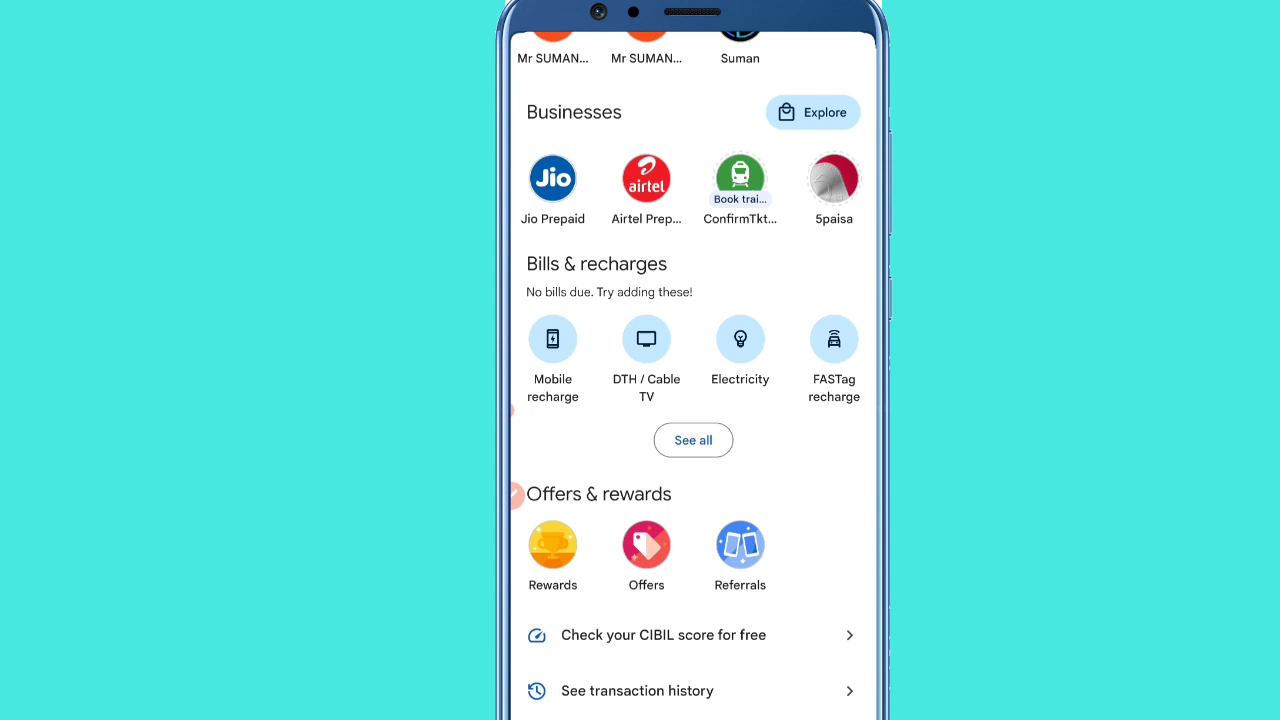 Mr SUMAN... Mr SUMAN... Suman
Businesses Explore
Jio airtel
Book trai...
Jio Prepaid Airtel Prep... ConfirmTkt... 5paisa
Bills & recharges
No bills due. Try adding these!
Mobile recharge DTH / Cable TV Electricity FASTag recharge
See all
Offers & rewards
Rewards Offers Referrals
Check your CIBIL score for free
See transaction history